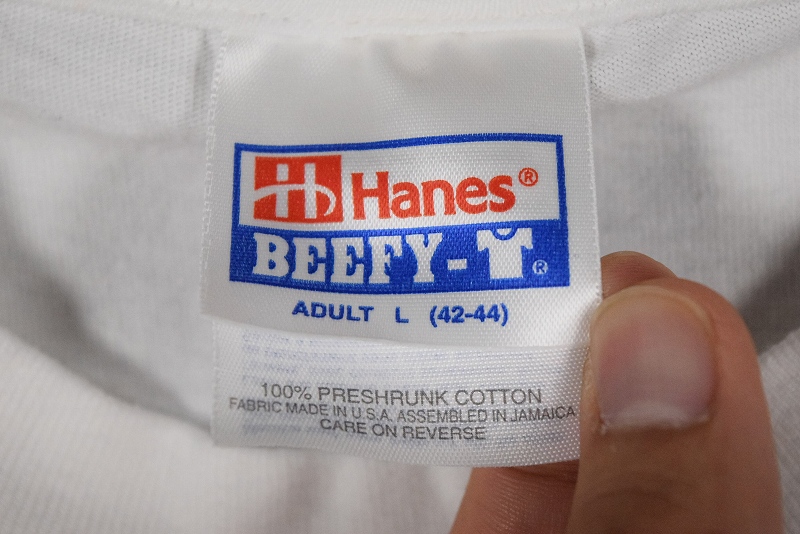 Hanes®
BEEFY-T®
ADULT L (42-44)
100% PRESHRUNK COTTON
FABRIC MADE IN U.S.A. ASSEMBLED IN JAMAICA
CARE ON REVERSE